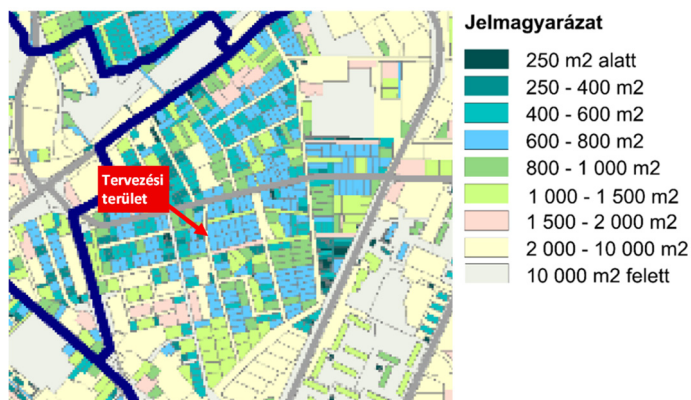 Jelmagyarázat
250 m2 alatt
250 - 400 m2
400 - 600 m2
600 - 800 m2
800 - 1 000 m2
1 000 - 1 500 m2
1 500 - 2 000 m2
2 000 - 10 000 m2
10 000 m2 felett
Tervezési
terület